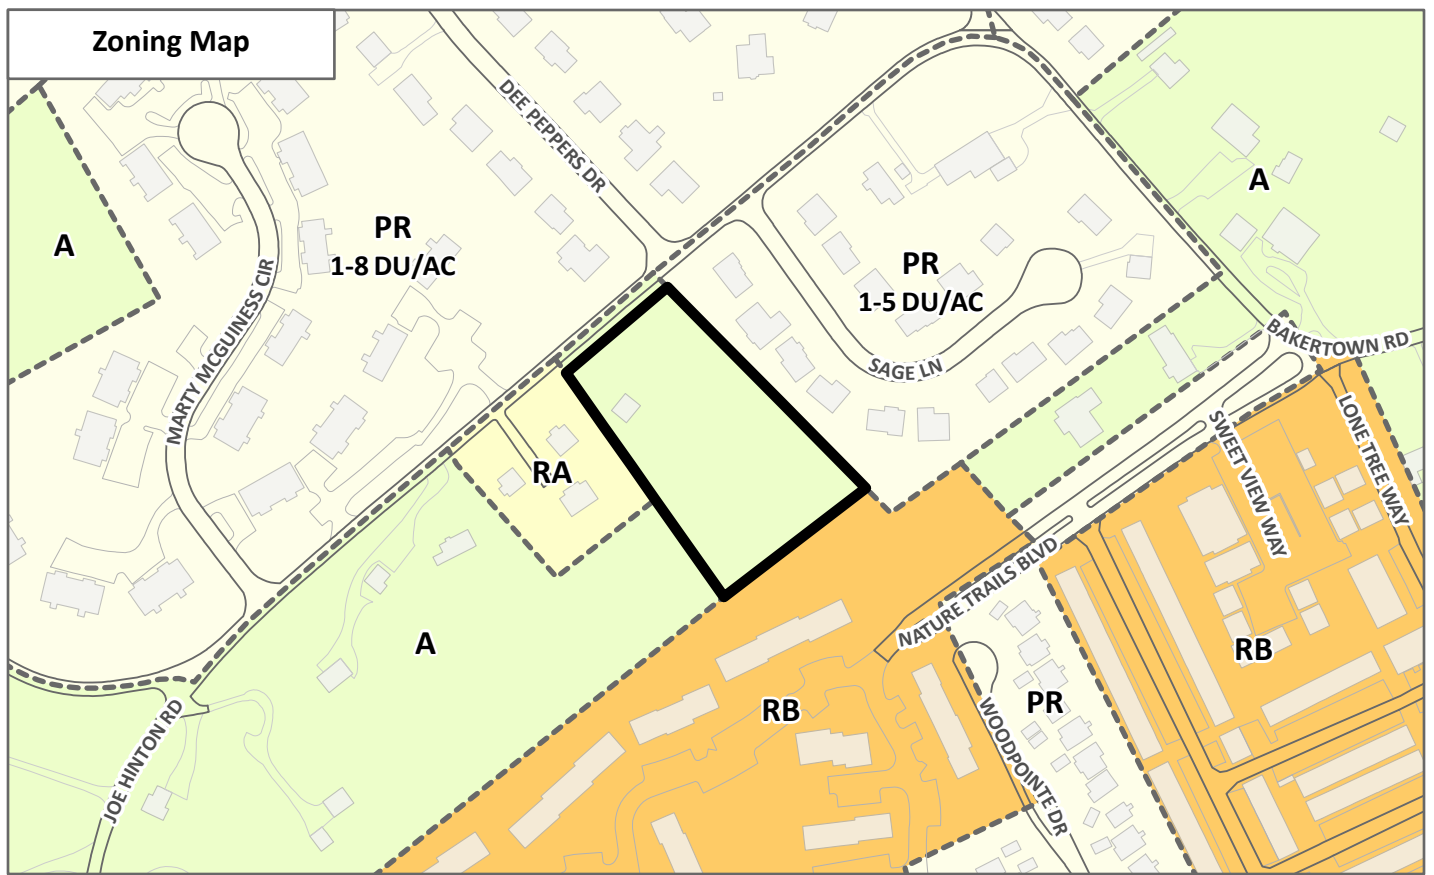 Zoning Map
DEE PEPPERS DR
A
A
PR
1-8 DU/AC
PR
1-5 DU/AC
MARTY MCGUINESS CIR
SAGE LN
BAKERTOWN RD
RA
SWEET VIEW WAY
LONE TREE WAY
NATURE TRAILS BLVD
A
RB
RB
PR
WOODPOINTE DR
JOE HINTON RD